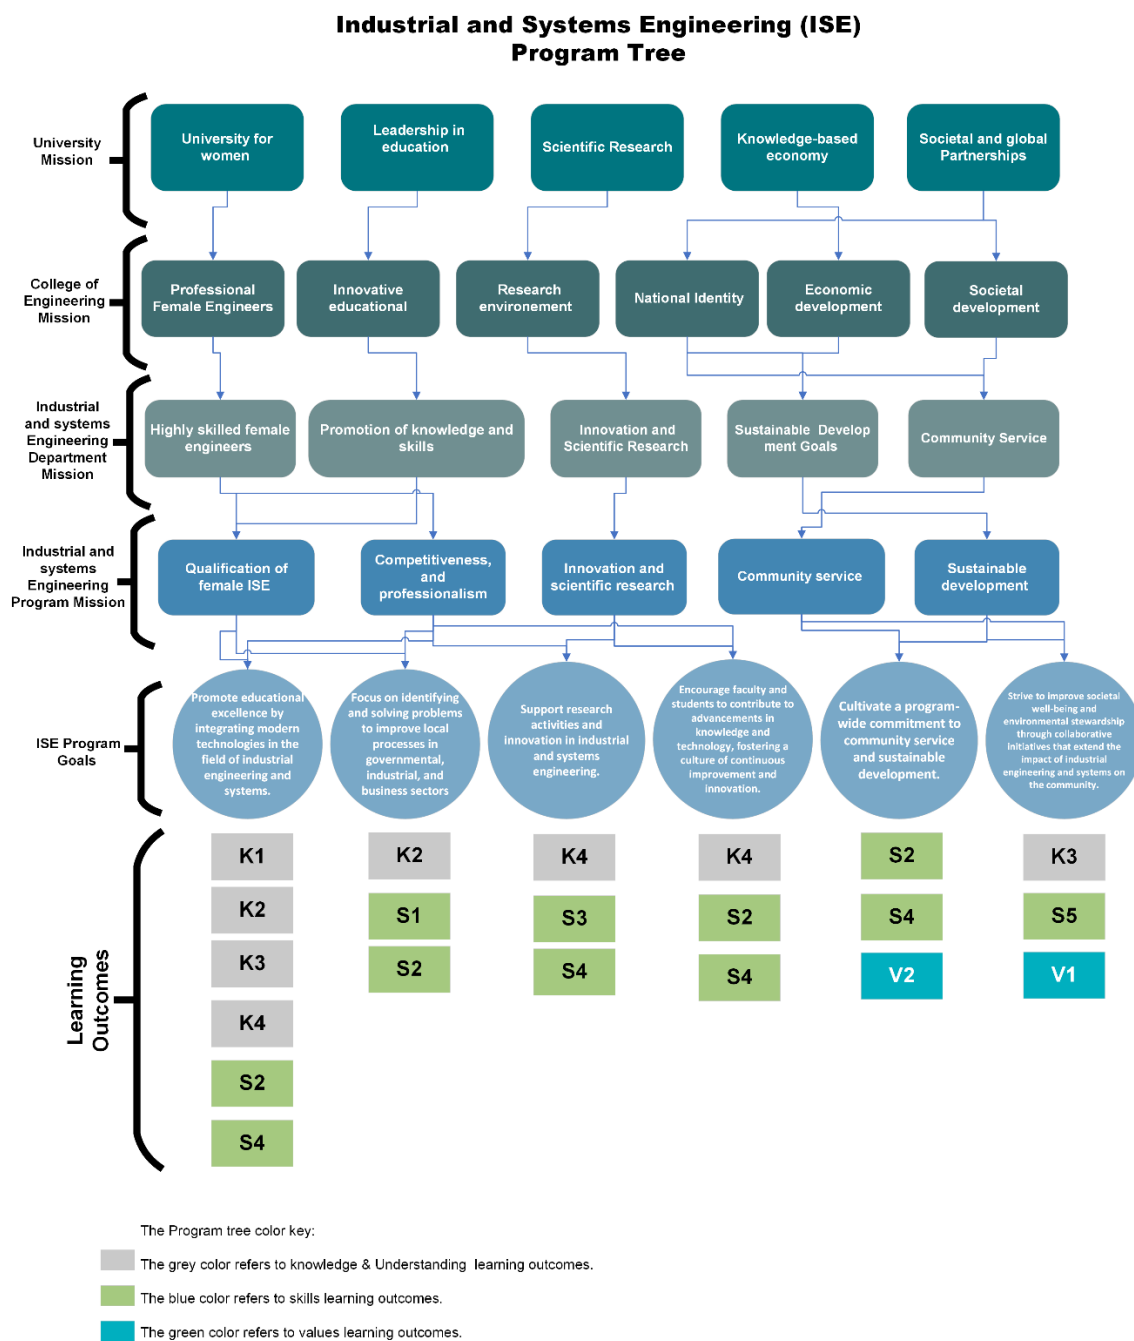 Industrial and Systems Engineering (ISE)
Program Tree
University
Mission
University for
women
Leadership in
education
Scientific Research
Knowledge-based
economy
Societal and global
Partnerships
College of
Engineering
Mission
Professional
Female Engineers
Innovative
educational
Research
environement
National Identity
Economic
development
Societal
development
Industrial
and systems
Engineering
Department
Mission
Highly skilled female
engineers
Promotion of knowledge and
skills
Innovation and
Scientific Research
Sustainable Develop
ment Goals
Community Service
Industrial and
systems
Engineering
Program Mission
Qualification of
female ISE
Competitiveness,
and
professionalism
Innovation and
scientific research
Community service
Sustainable
development
ISE Program
Goals
Promote educational
excellence by
integrating modern
technologies in the
field of industrial
engineering and
systems.
Focus on identifying
and solving problems
to improve local
processes in
governmental,
industrial, and
business sectors
Support research
activities and
innovation in industrial
and systems
engineering.
Encourage faculty and
students to contribute to
advancements in
knowledge and
technology, fostering a
culture of continuous
improvement and
innovation.
Cultivate a program-
wide commitment to
community service
and sustainable
development.
Strive to improve societal
well-being and
environmental stewardship
through collaborative
initiatives that extend the
impact of industrial
engineering and systems on
the community.
Learning
Outcomes
K1
K2
K3
K4
S2
S4
K2
S1
S2
K4
S3
S4
K4
S2
S4
S2
S4
V2
K3
S5
V1
The Program tree color key:
The grey color refers to knowledge & Understanding learning outcomes.
The blue color refers to skills learning outcomes.
The green color refers to values learning outcomes.